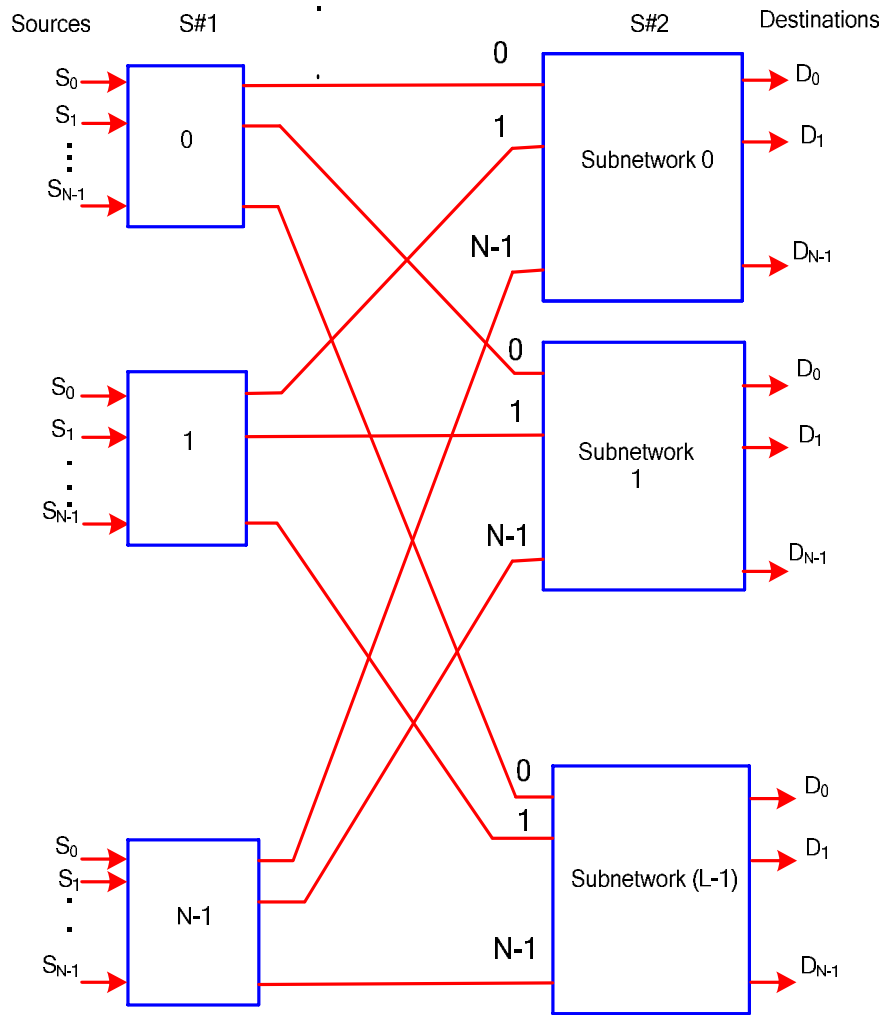 Sources S#1 S#2 Destinations
S0
S1
SN-1
0
0
1
N-1
Subnetwork 0
D0
D1
DN-1
S0
S1
SN-1
1
0
1
N-1
Subnetwork
1
D0
D1
DN-1
S0
S1
SN-1
N-1
0
1
N-1
Subnetwork (L-1)
D0
D1
DN-1